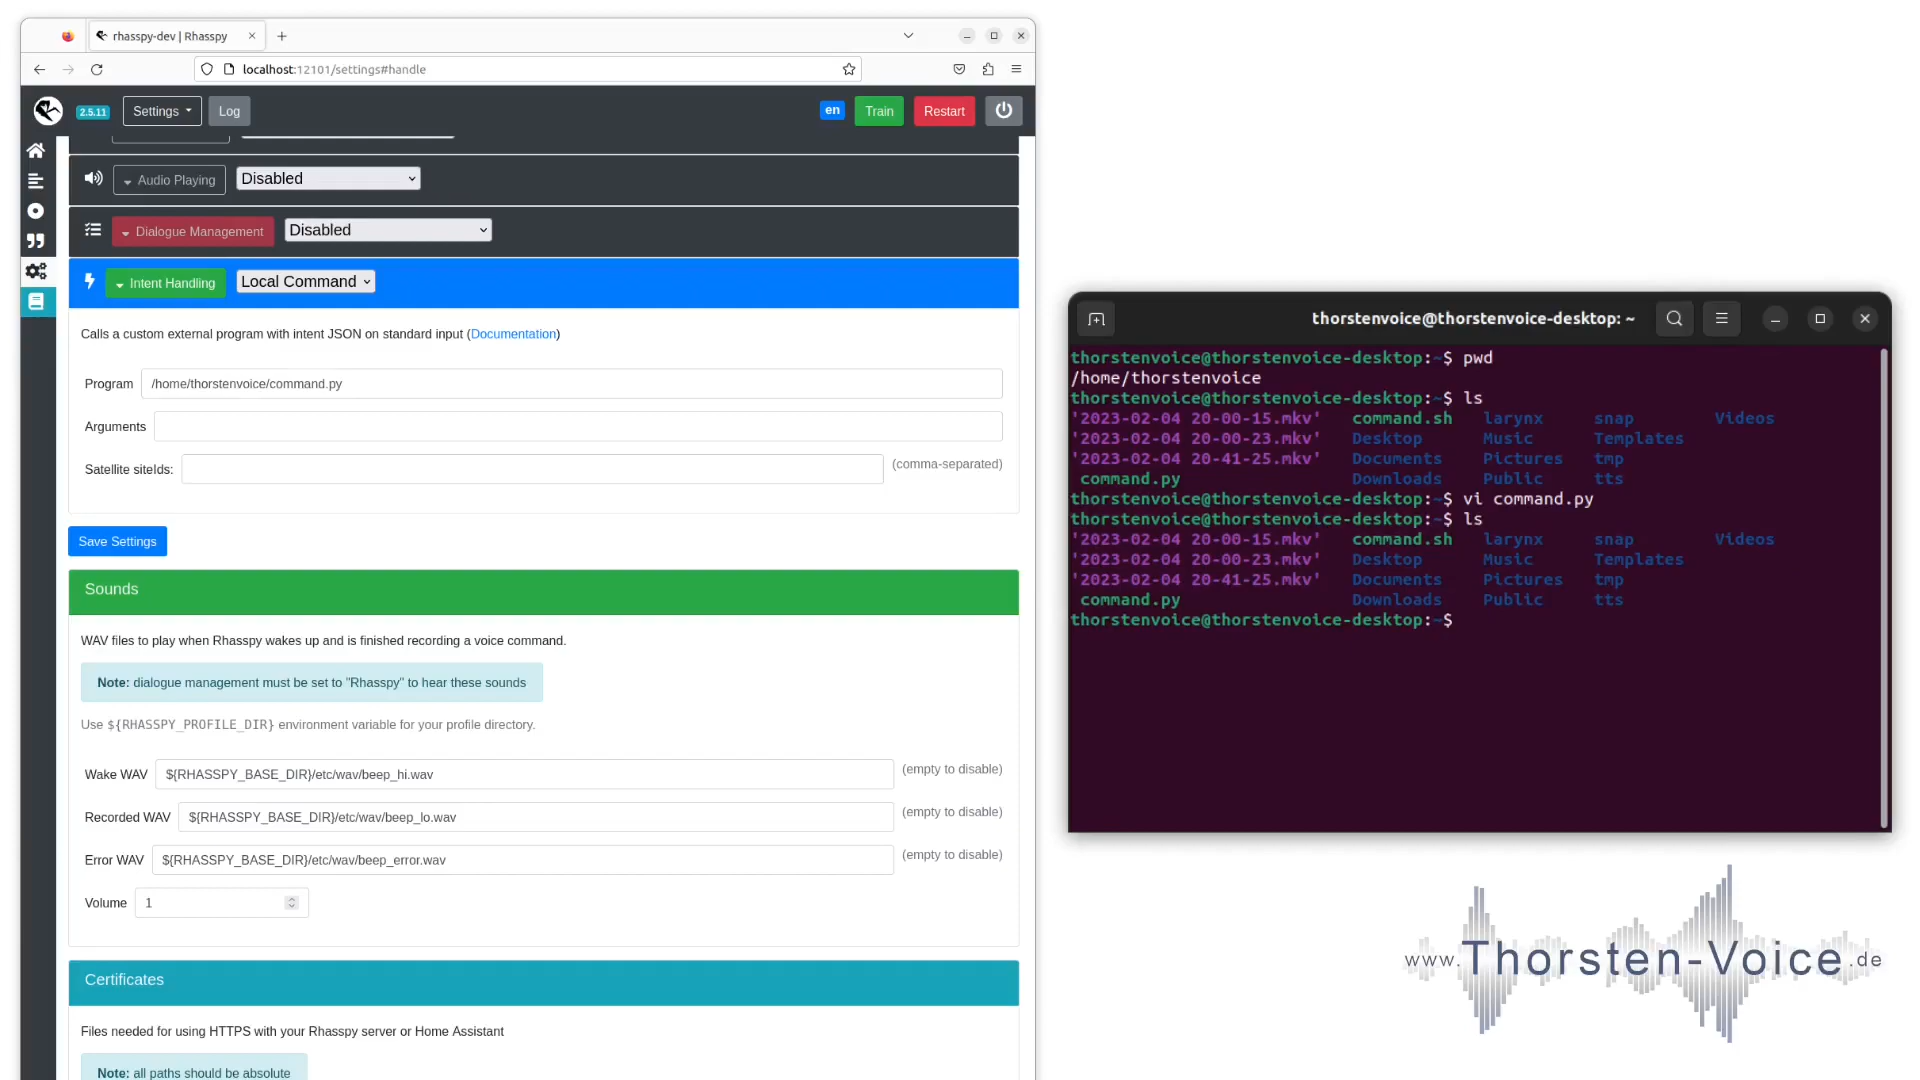 rhasspy-dev | Rhasspy
localhost:12101/settings#handle
2.5.11
Settings
Log
en
Train
Restart
Audio Playing
Disabled
Dialogue Management
Disabled
Intent Handling
Local Command
Calls a custom external program with intent JSON on standard input (Documentation)
Program
/home/thorstenvoice/command.py
Arguments
Satellite siteIds:
(comma-separated)
Save Settings
Sounds
WAV files to play when Rhasspy wakes up and is finished recording a voice command.
Note: dialogue management must be set to "Rhasspy" to hear these sounds
Use ${RHASSPY_PROFILE_DIR} environment variable for your profile directory.
Wake WAV
${RHASSPY_BASE_DIR}/etc/wav/beep_hi.wav
(empty to disable)
Recorded WAV
${RHASSPY_BASE_DIR}/etc/wav/beep_lo.wav
(empty to disable)
Error WAV
${RHASSPY_BASE_DIR}/etc/wav/beep_error.wav
(empty to disable)
Volume
1
Certificates
Files needed for using HTTPS with your Rhasspy server or Home Assistant
Note: all paths should be absolute
thorstenvoice@thorstenvoice-desktop: ~
thorstenvoice@thorstenvoice-desktop:~$ pwd
/home/thorstenvoice
thorstenvoice@thorstenvoice-desktop:~$ ls
'2023-02-04 20-00-15.mkv' command.sh larynx snap Videos
'2023-02-04 20-00-23.mkv' Desktop Music Templates
'2023-02-04 20-41-25.mkv' Documents Pictures tmp
command.py Downloads Public tts
thorstenvoice@thorstenvoice-desktop:~$ vi command.py
thorstenvoice@thorstenvoice-desktop:~$ ls
'2023-02-04 20-00-15.mkv' command.sh larynx snap Videos
'2023-02-04 20-00-23.mkv' Desktop Music Templates
'2023-02-04 20-41-25.mkv' Documents Pictures tmp
command.py Downloads Public tts
thorstenvoice@thorstenvoice-desktop:~$
www.Thorsten-Voice.de